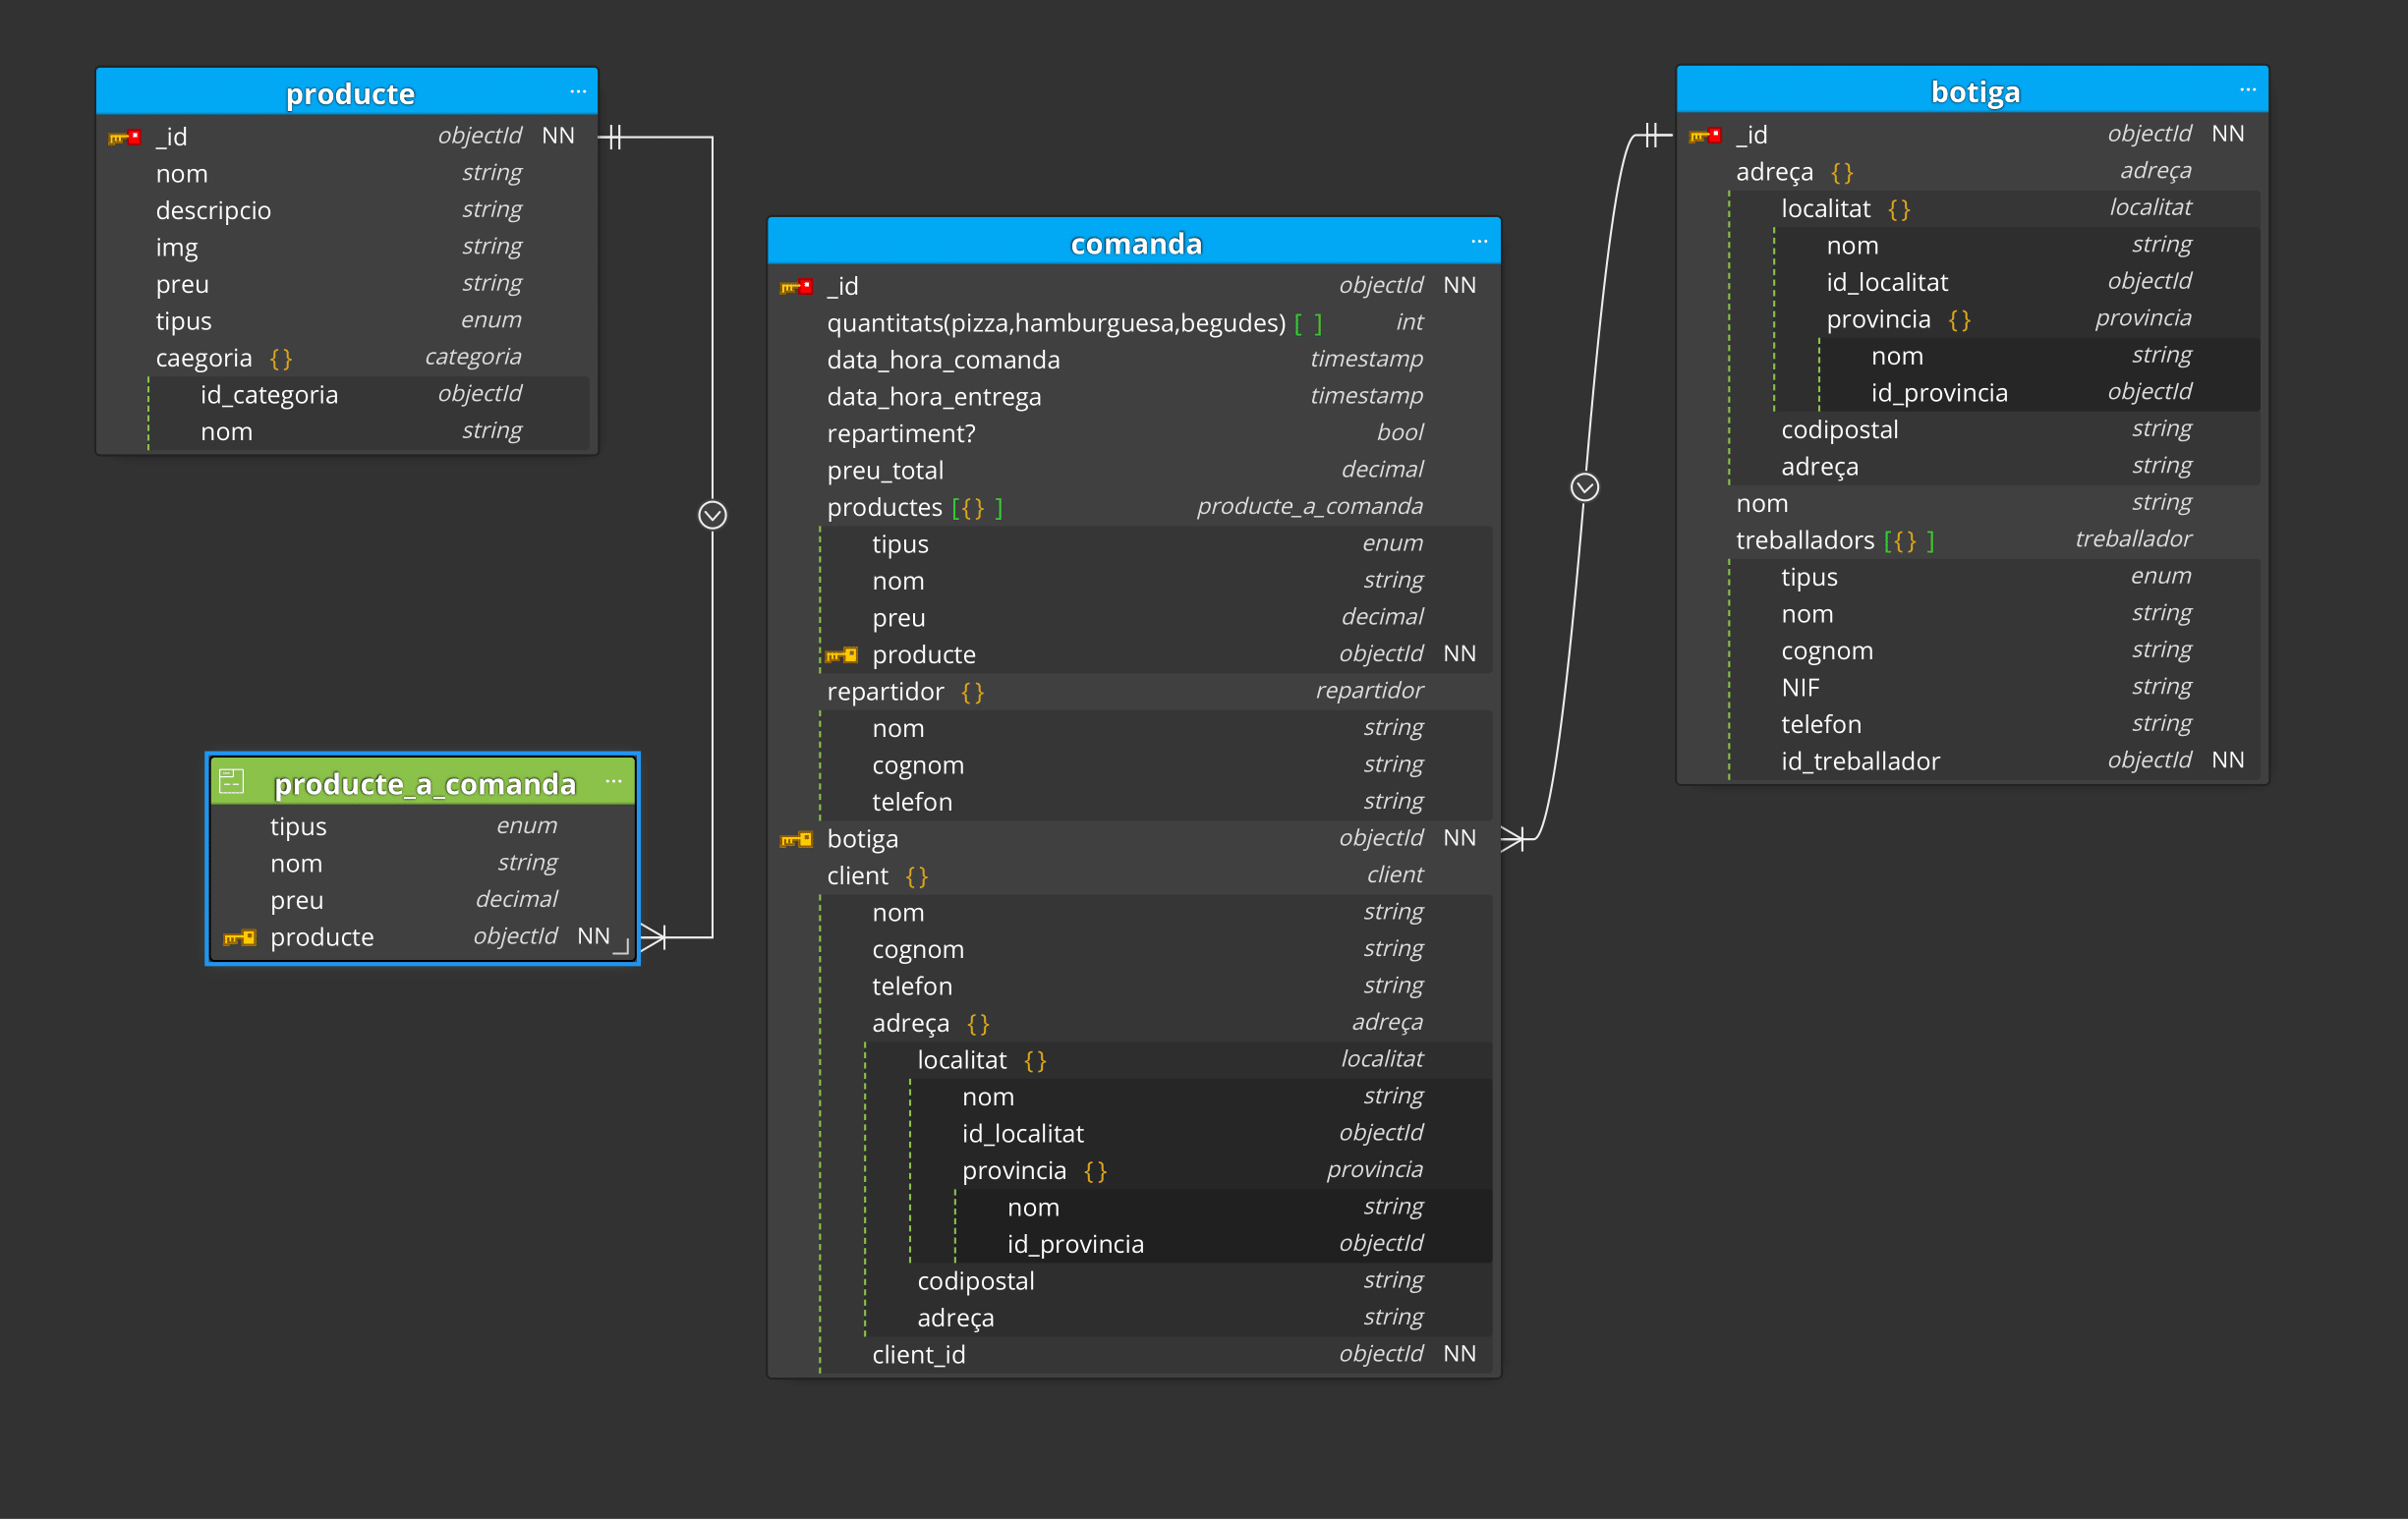 producte ...
_id objectId NN
nom string
descripcio string
img string
preu string
tipus enum
caegoria {} categoria
id_categoria objectId
nom string
producte_a_comanda ...
tipus enum
nom string
preu decimal
producte objectId NN
comanda ...
_id objectId NN
quantitats(pizza,hamburguesa,begudes) [ ] int
data_hora_comanda timestamp
data_hora_entrega timestamp
repartiment? bool
preu_total decimal
productes [{} ] producte_a_comanda
tipus enum
nom string
preu decimal
producte objectId NN
repartidor {} repartidor
nom string
cognom string
telefon string
botiga objectId NN
client {} client
nom string
cognom string
telefon string
adreça {} adreça
localitat {} localitat
nom string
id_localitat objectId
provincia {} provincia
nom string
id_provincia objectId
codipostal string
adreça string
client_id objectId NN
botiga ...
_id objectId NN
adreça {} adreça
localitat {} localitat
nom string
id_localitat objectId
provincia {} provincia
nom string
id_provincia objectId
codipostal string
adreça string
nom string
treballadors [{} ] treballador
tipus enum
nom string
cognom string
NIF string
telefon string
id_treballador objectId NN